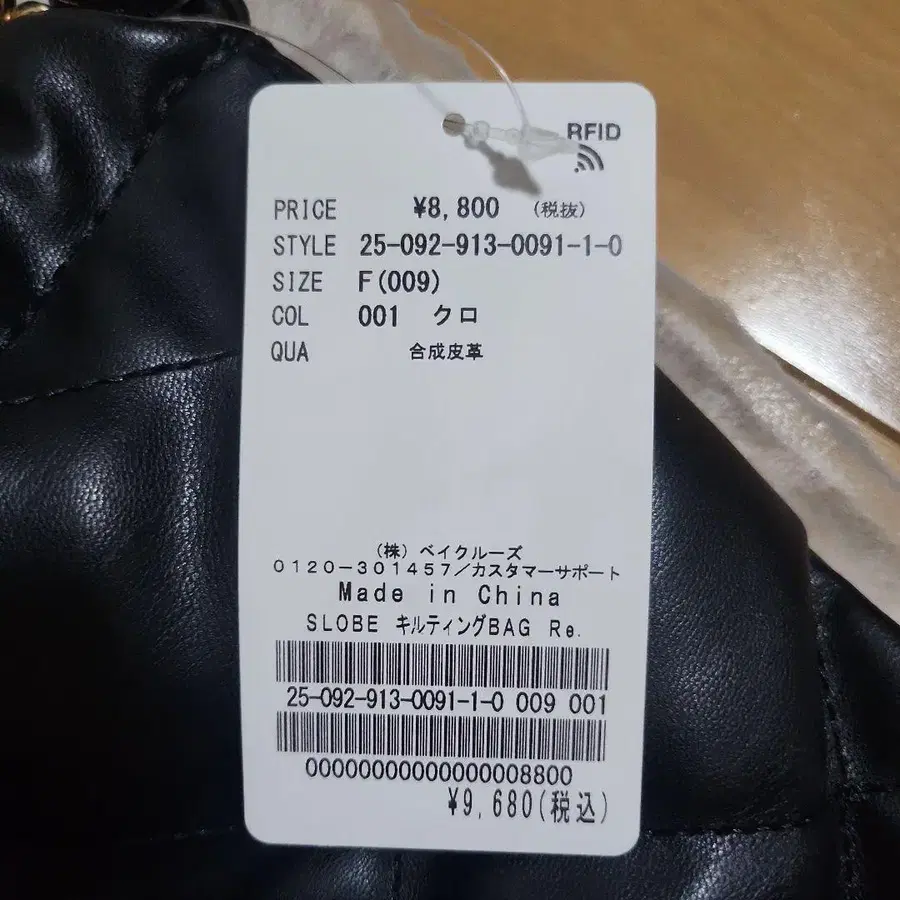 RFID
PRICE ¥8,800 (税抜)
STYLE 25-092-913-0091-1-0
SIZE F(009)
COL 001 クロ
QUA 合成皮革
(株) ベイクルーズ
0120-301457/カスタマーサポート
Made in China
SLOBE キルティングBAG Re.
25-092-913-0091-1-0 009 001
00000000000000008800
¥9,680(税込)